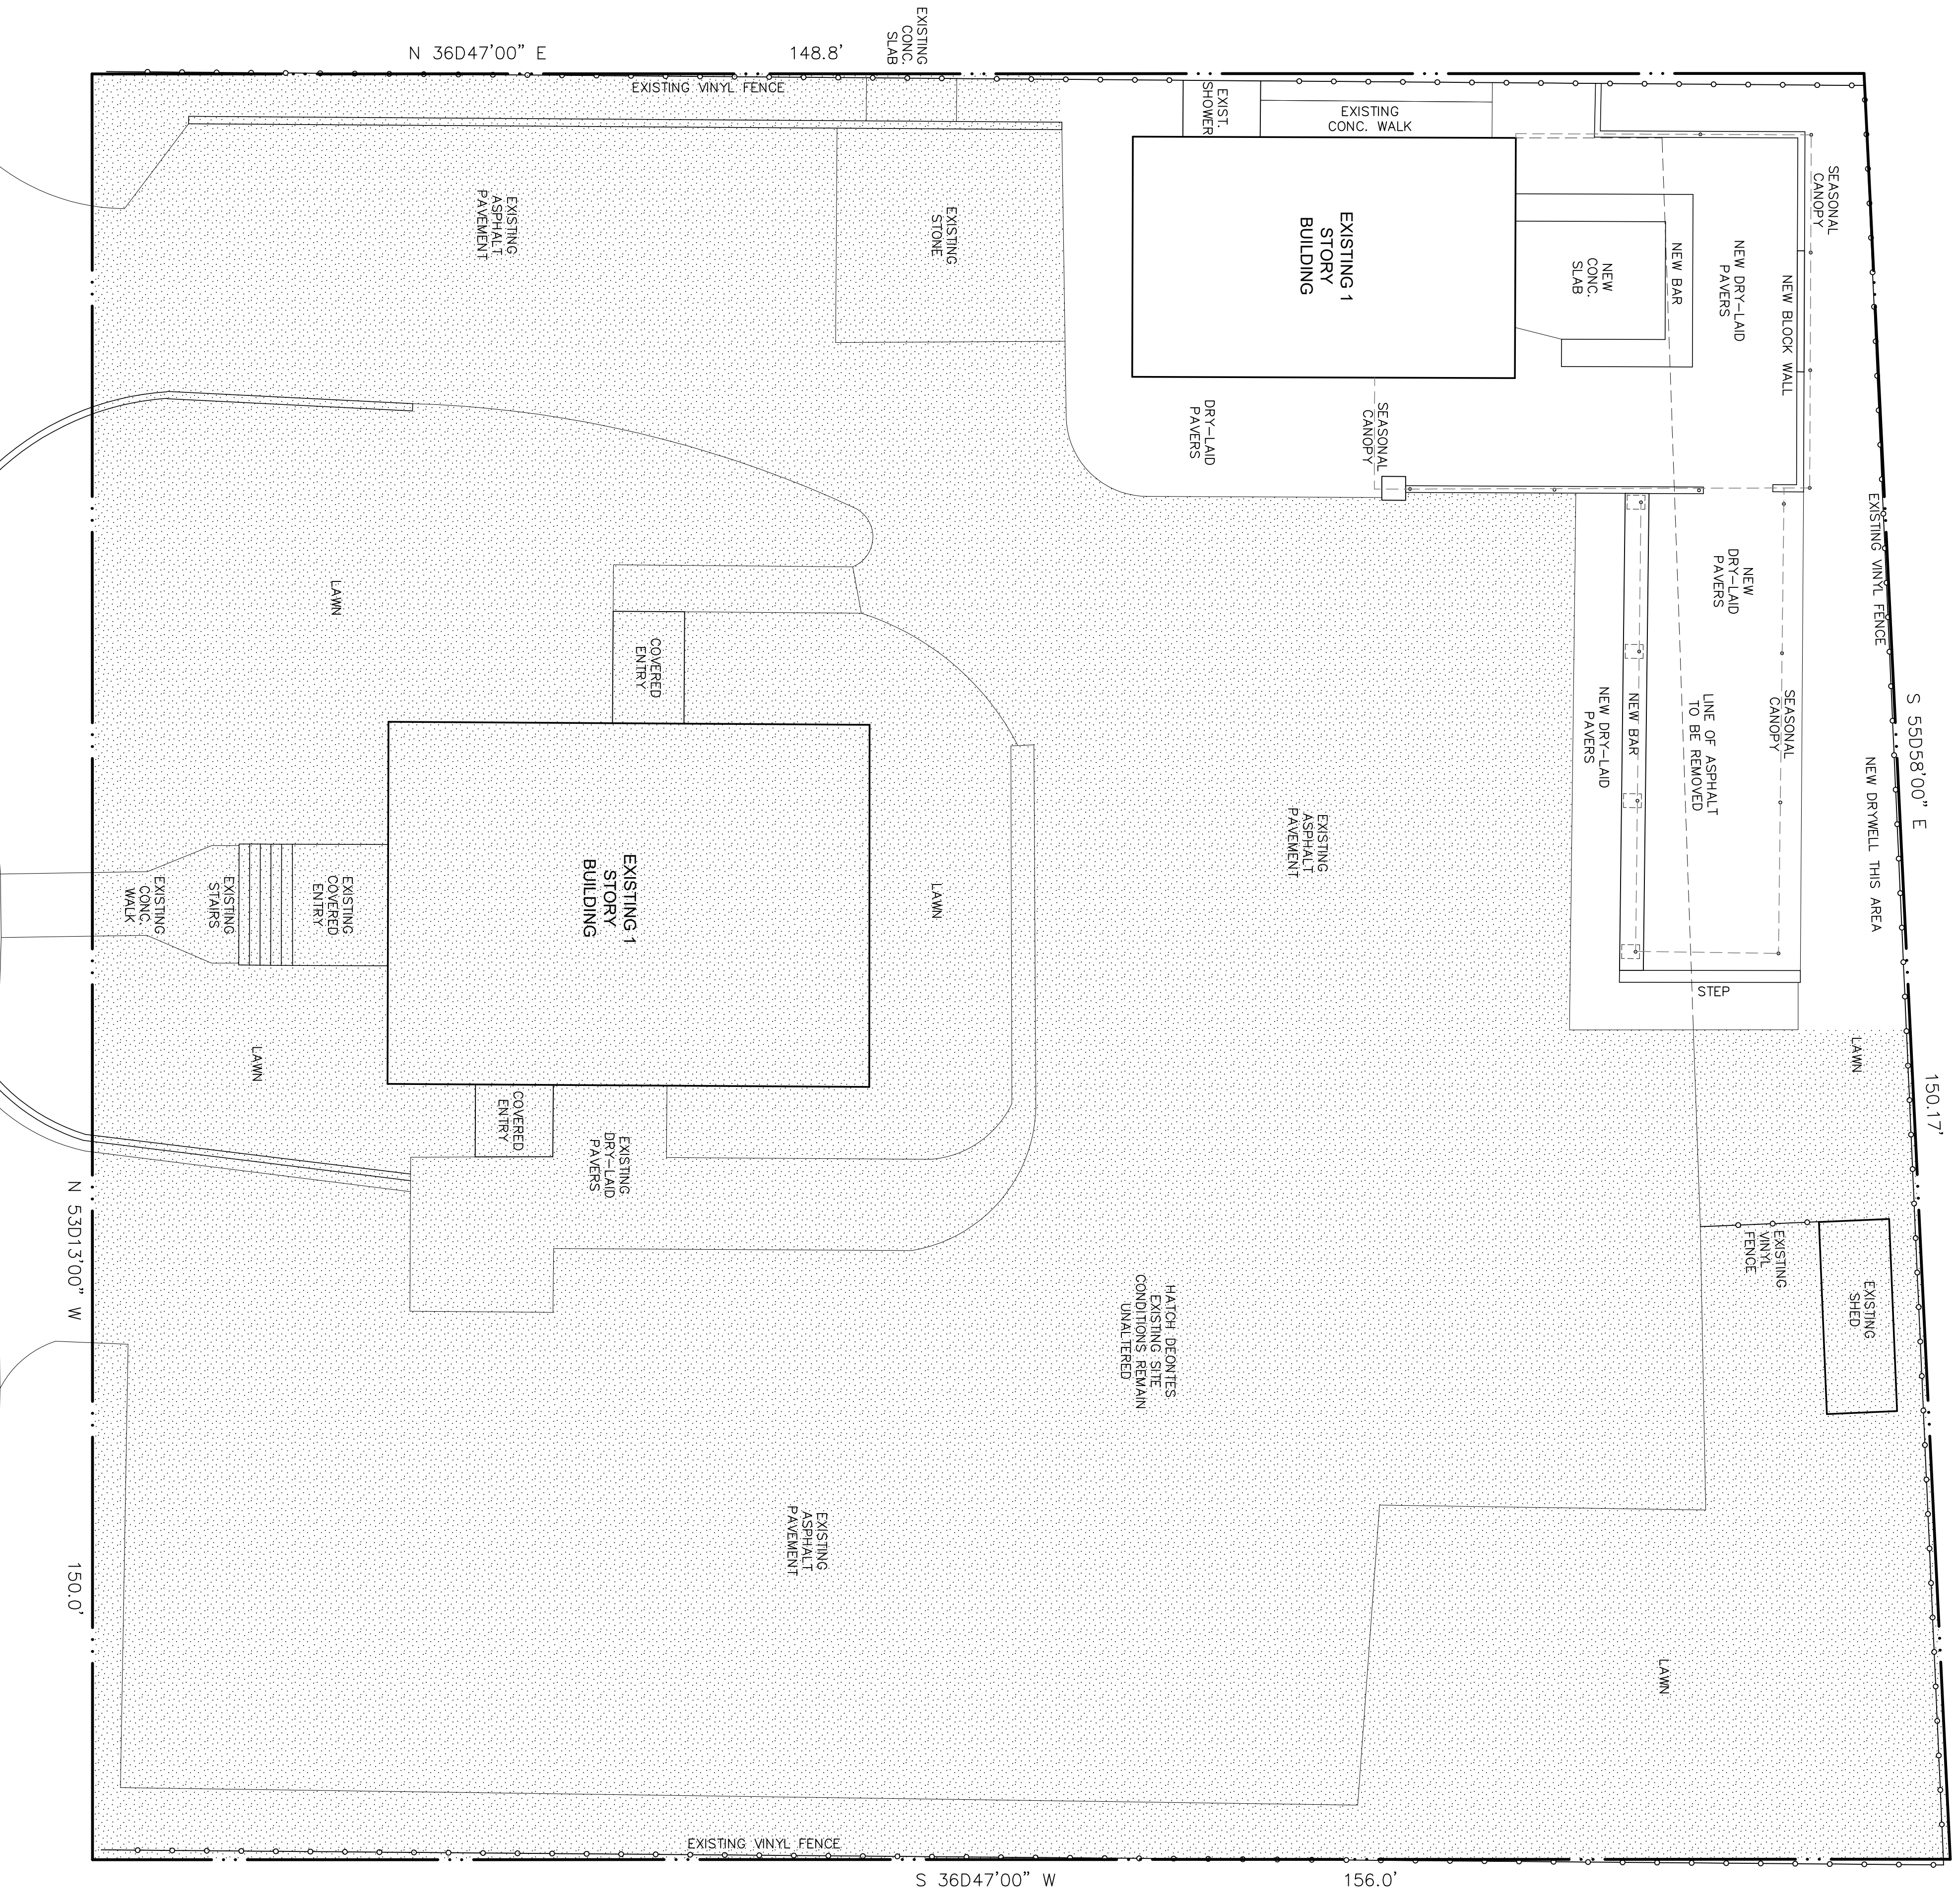 N 36D47'00" E
148.8'
EXISTING
CONC.
SLAB
EXISTING VINYL FENCE
EXIST.
SHOWER
EXISTING
CONC. WALK
SEASONAL
CANOPY
EXISTING
ASPHALT
PAVEMENT
EXISTING
STONE
EXISTING 1
STORY
BUILDING
NEW
CONC.
SLAB
NEW BAR
NEW DRY-LAID
PAVERS
NEW BLOCK WALL
DRY-LAID
PAVERS
SEASONAL
CANOPY
EXISTING VINYL FENCE
LAWN
COVERED
ENTRY
NEW
DRY-LAID
PAVERS
NEW DRY-LAID
PAVERS
NEW BAR
LINE OF ASPHALT
TO BE REMOVED
SEASONAL
CANOPY
S 55D58'00" E
NEW DRYWELL THIS AREA
EXISTING
ASPHALT
PAVEMENT
EXISTING 1
STORY
BUILDING
LAWN
EXISTING
CONC.
WALK
EXISTING
STAIRS
EXISTING
COVERED
ENTRY
STEP
LAWN
LAWN
150.17'
COVERED
ENTRY
EXISTING
DRY-LAID
PAVERS
N 53D13'00" W
EXISTING
VINYL
FENCE
EXISTING
SHED
HATCH DEONTES
EXISTING SITE
CONDITIONS REMAIN
UNALTERED
EXISTING
ASPHALT
PAVEMENT
150.0'
LAWN
EXISTING VINYL FENCE
S 36D47'00" W
156.0'